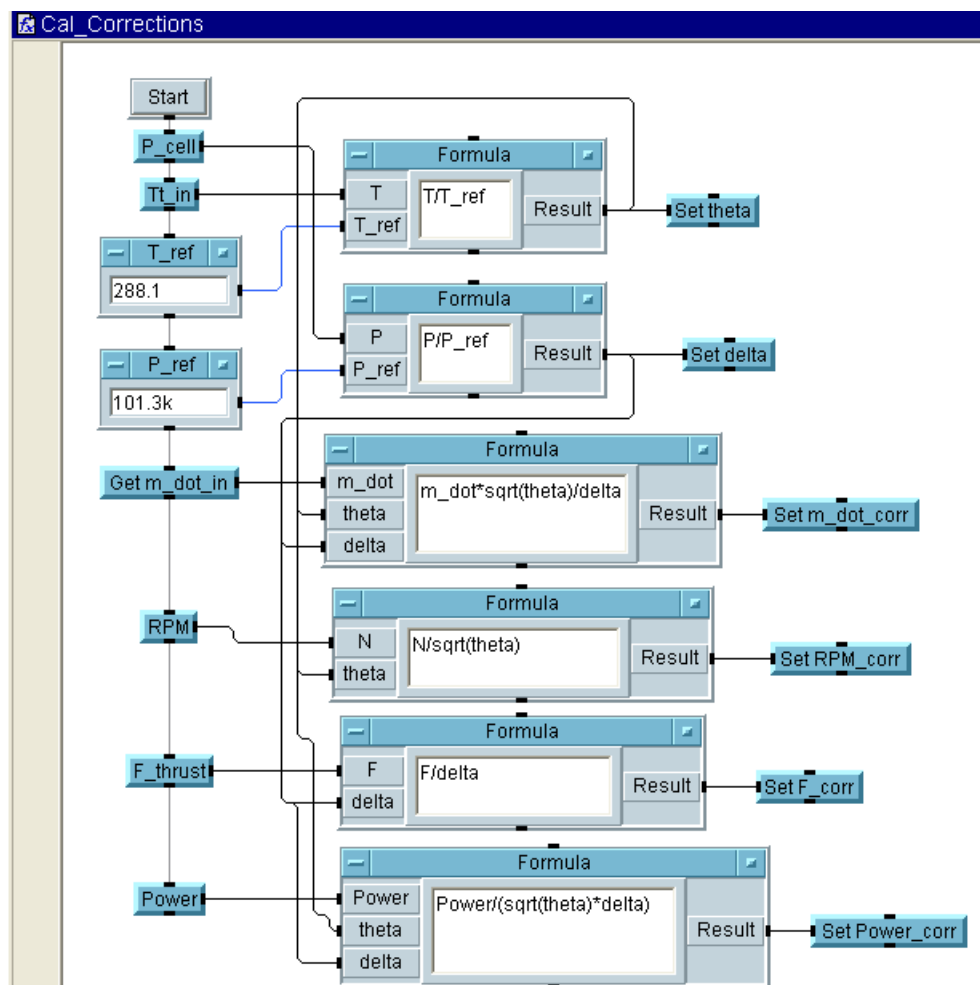 Cal_Corrections
Start
P_cell
Tt_in
T_ref
288.1
P_ref
101.3k
Get m_dot_in
RPM
F_thrust
Power
Formula
T
T_ref
T/T_ref
Result
Set theta
Formula
P
P_ref
P/P_ref
Result
Set delta
Formula
m_dot
theta
delta
m_dot*sqrt(theta)/delta
Result
Set m_dot_corr
Formula
N
theta
N/sqrt(theta)
Result
Set RPM_corr
Formula
F
delta
F/delta
Result
Set F_corr
Formula
Power
theta
delta
Power/(sqrt(theta)*delta)
Result
Set Power_corr